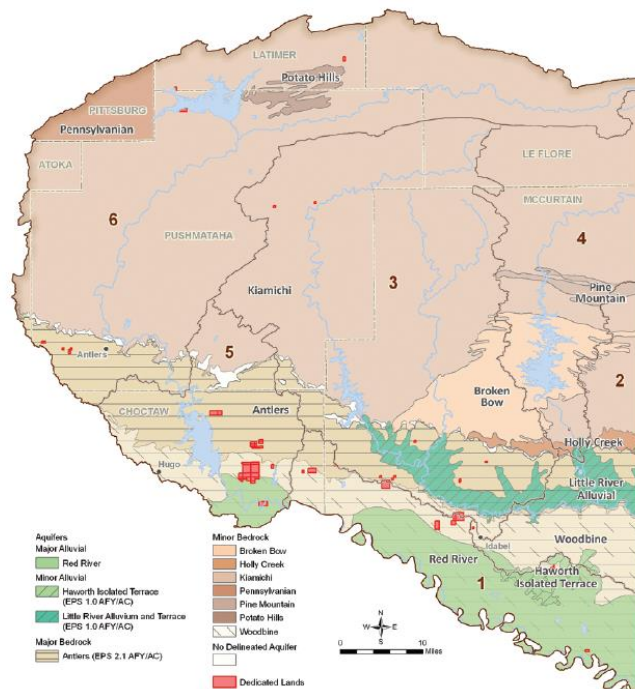 LATIMER
Potato Hills
PITTSBURG
Pennsylvanian
LE FLORE
ATOKA
MCCURTAIN
6
4
PUSHMATAHA
Kiamichi
3
Pine
Mountain
5
2
Antlers
Broken
Bow
CHOCTAW
Antlers
Holly Creek
Hugo
Little River
Alluvial
Woodbine
Idabel
Red River
Haworth
Isolated Terrace
1
Aquifers
Major Alluvial
Red River
Minor Alluvial
Haworth Isolated Terrace
(EPS 1.0 AFY/AC)
Little River Alluvium and Terrace
(EPS 1.0 AFY/AC)
Major Bedrock
Antlers (EPS 2.1 AFY/AC)
Minor Bedrock
Broken Bow
Holly Creek
Kiamichi
Pennsylvanian
Pine Mountain
Potato Hills
Woodbine
No Delineated Aquifer
Dedicated Lands
N
W E
S
0 10
Miles